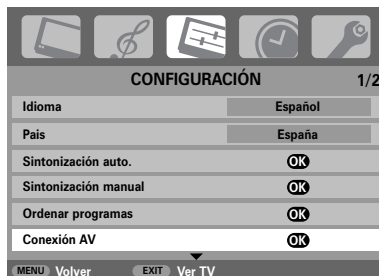 CONFIGURACIÓN 1/2
Idioma Español
Pais España
Sintonización auto. OK
Sintonización manual OK
Ordenar programas OK
Conexión AV OK
MENU Volver EXIT Ver TV